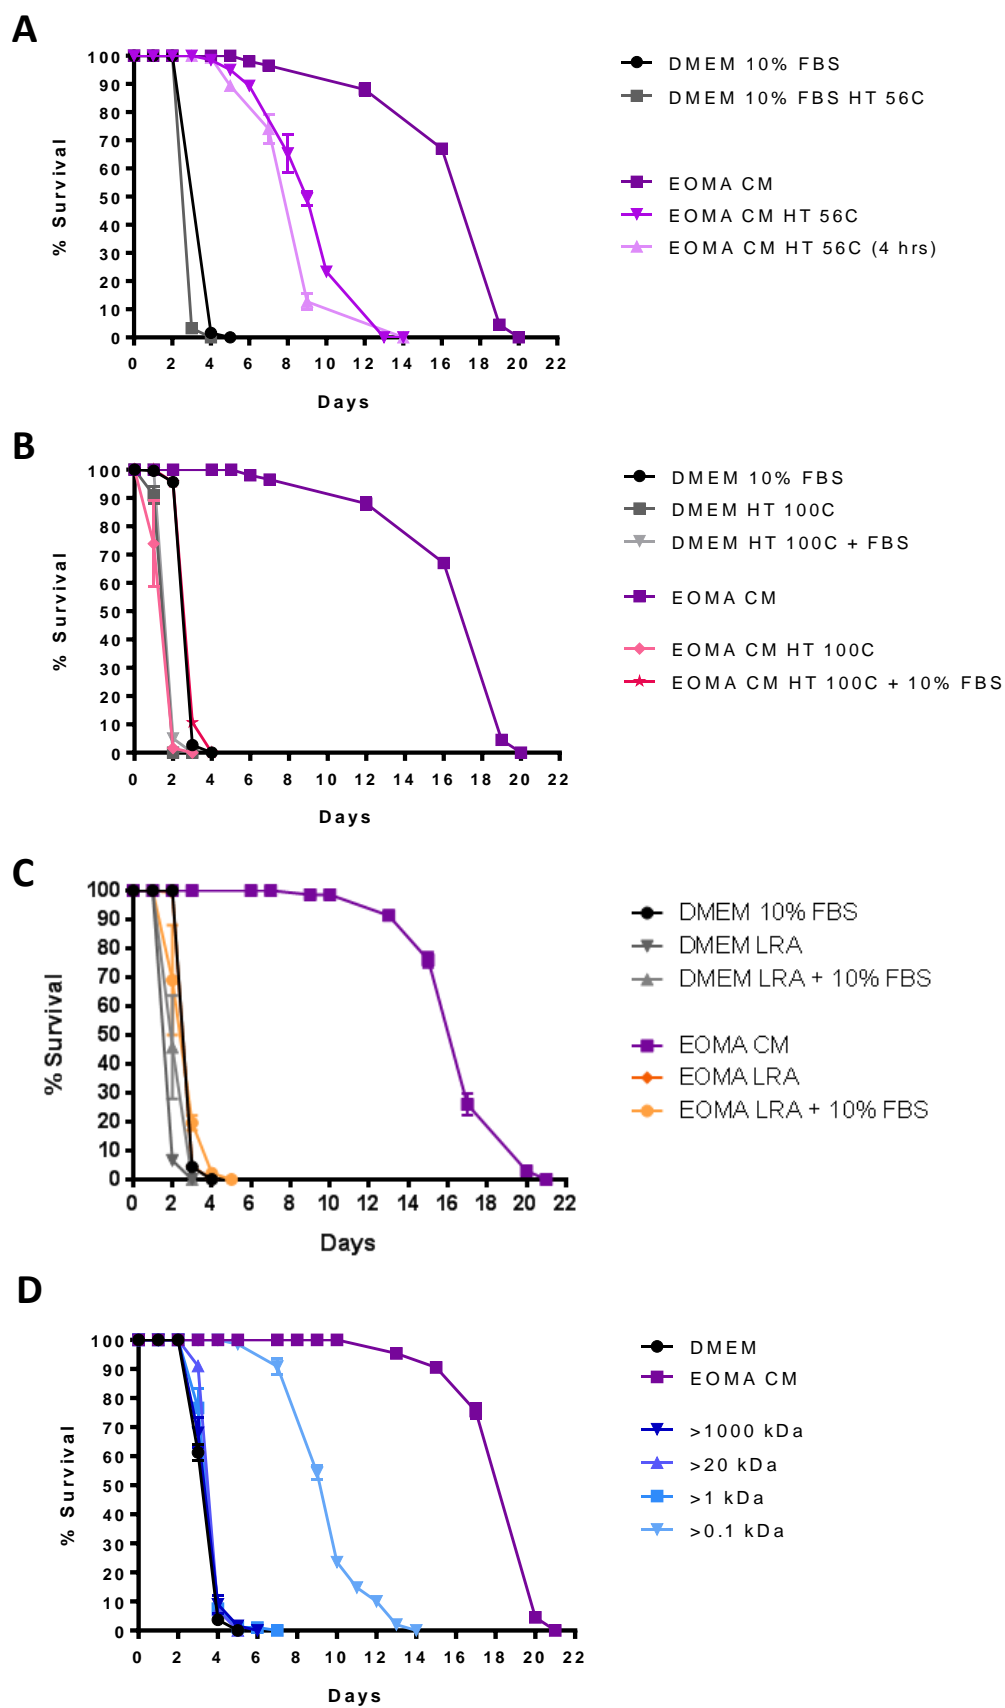 A
100
90
80
70
60
50
40
30
20
10
0
% Survival
0 2 4 6 8 10 12 14 16 18 20 22
Days
DMEM 10% FBS
DMEM 10% FBS HT 56C
EOMA CM
EOMA CM HT 56C
EOMA CM HT 56C (4 hrs)
B
100
90
80
70
60
50
40
30
20
10
0
% Survival
0 2 4 6 8 10 12 14 16 18 20 22
Days
DMEM 10% FBS
DMEM HT 100C
DMEM HT 100C + FBS
EOMA CM
EOMA CM HT 100C
EOMA CM HT 100C + 10% FBS
C
100
90
80
70
60
50
40
30
20
10
0
% Survival
0 2 4 6 8 10 12 14 16 18 20 22
Days
DMEM 10% FBS
DMEM LRA
DMEM LRA + 10% FBS
EOMA CM
EOMA LRA
EOMA LRA + 10% FBS
D
100
90
80
70
60
50
40
30
20
10
0
% Survival
0 2 4 6 8 10 12 14 16 18 20 22
Days
DMEM
EOMA CM
>1000 kDa
>20 kDa
>1 kDa
>0.1 kDa